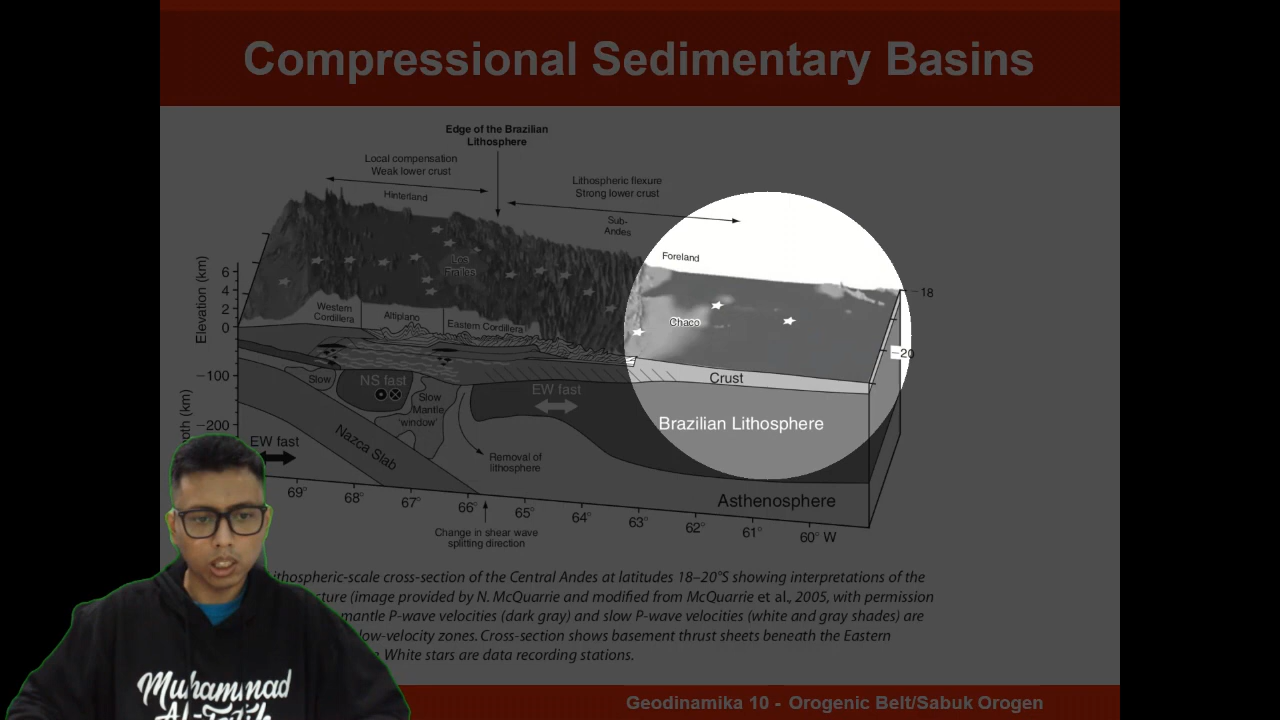 Compressional Sedimentary Basins
Edge of the Brazilian
Lithosphere
Local compensation
Weak lower crust
Lithospheric flexure
Strong lower crust
Hinterland
Sub-
Andes
Foreland
Los
Frailes
Chaco
Elevation (km)
6
4
2
0
−100
−200
Western
Cordillera
Altiplano
Eastern Cordillera
−18
−20
Slow
NS fast
Slow
Mantle
'window'
EW fast
Crust
Brazilian Lithosphere
Nazca Slab
EW fast
Removal of
lithosphere
Asthenosphere
69°
68°
67°
66°
65°
64°
63°
62°
61°
60° W
Change in shear wave
splitting direction
ithospheric-scale cross-section of the Central Andes at latitudes 18–20°S showing interpretations of the
cture (image provided by N. McQuarrie and modified from McQuarrie et al., 2005, with permission
mantle P-wave velocities (dark gray) and slow P-wave velocities (white and gray shades) are
low-velocity zones. Cross-section shows basement thrust sheets beneath the Eastern
White stars are data recording stations.
Muhammad
Geodinamika 10 - Orogenic Belt/Sabuk Orogen